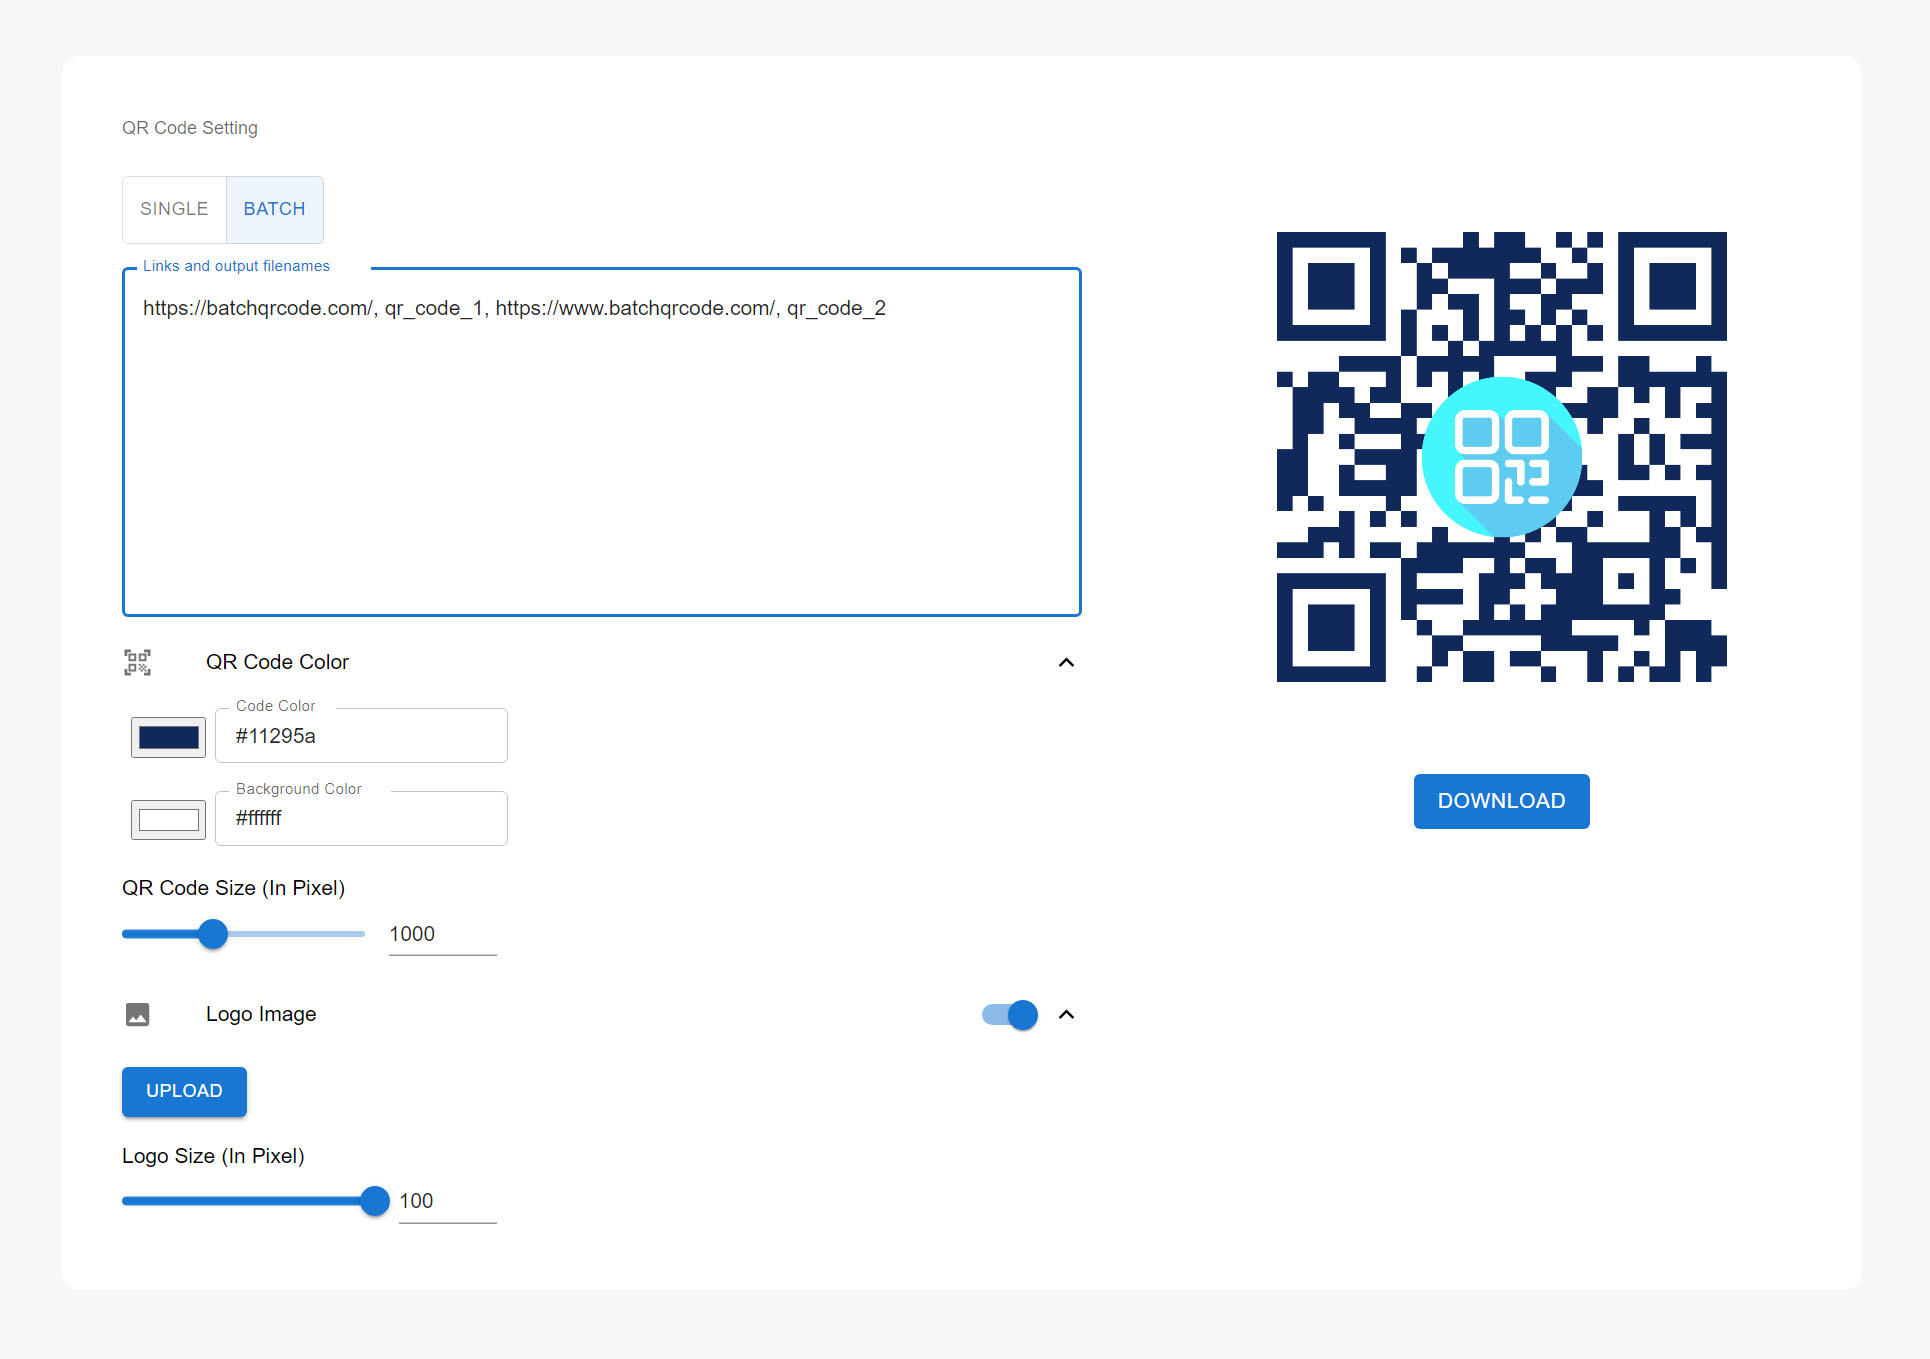 QR Code Setting
SINGLE BATCH
Links and output filenames
https://batchqrcode.com/, qr_code_1, https://www.batchqrcode.com/, qr_code_2
QR Code Color
Code Color
#11295a
Background Color
#ffffff
QR Code Size (In Pixel)
1000
Logo Image
UPLOAD
Logo Size (In Pixel)
100
DOWNLOAD